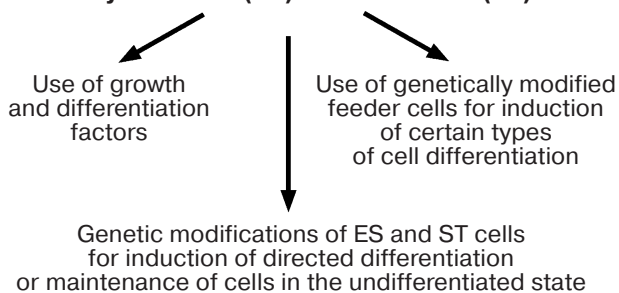 Use of growth
and differentiation
factors
Use of genetically modified
feeder cells for induction
of certain types
of cell differentiation
Genetic modifications of ES and ST cells
for induction of directed differentiation
or maintenance of cells in the undifferentiated state